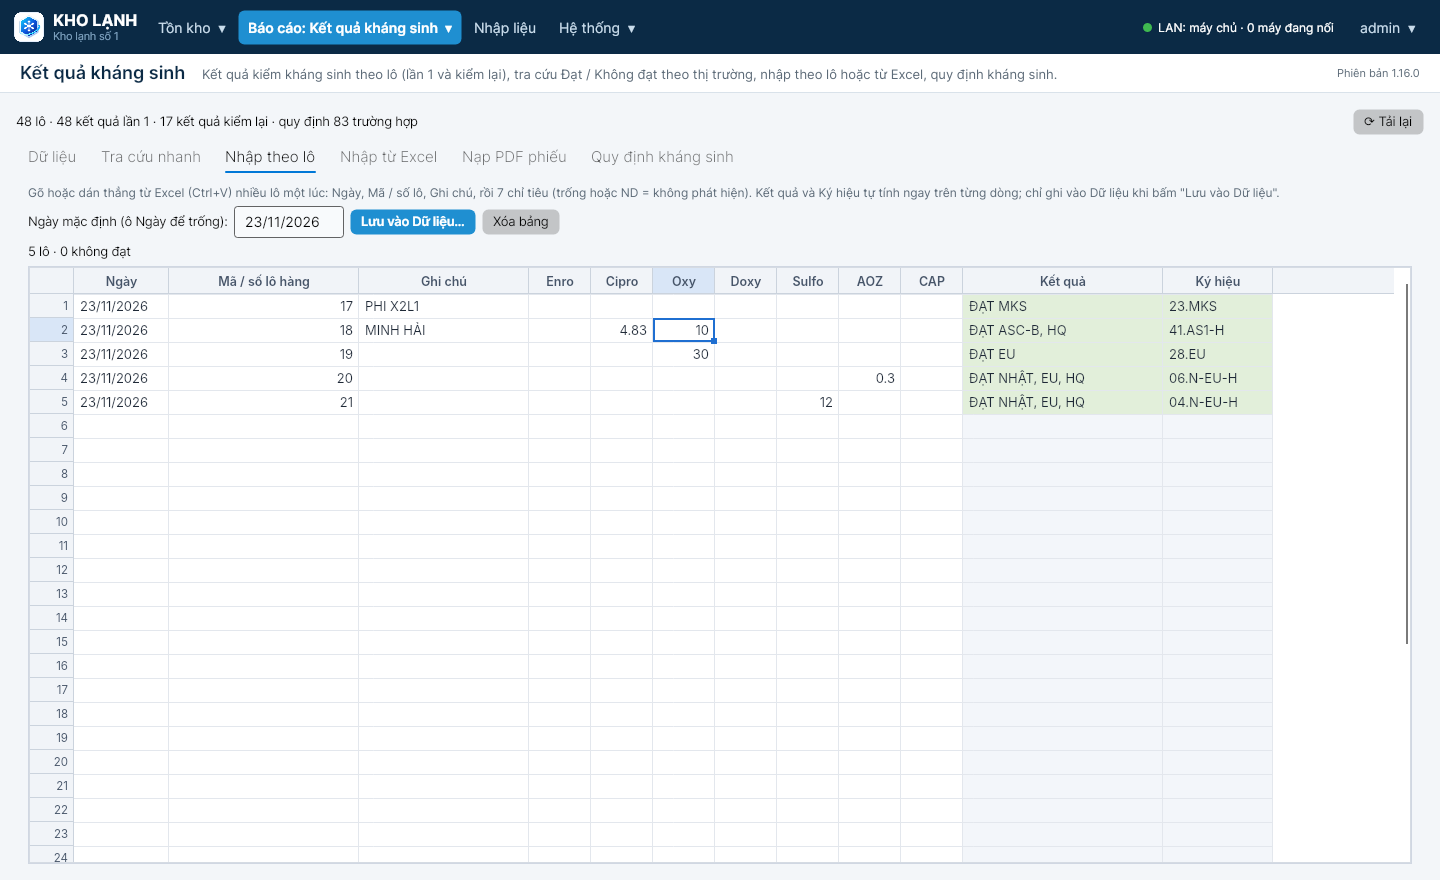 KHO LẠNH
Kho lạnh số 1
Tồn kho ▾ Báo cáo: Kết quả kháng sinh ▾ Nhập liệu Hệ thống ▾
LAN: máy chủ · 0 máy đang nối admin ▾
Kết quả kháng sinh Kết quả kiểm kháng sinh theo lô (lần 1 và kiểm lại), tra cứu Đạt / Không đạt theo thị trường, nhập theo lô hoặc từ Excel, quy định kháng sinh. Phiên bản 1.16.0
48 lô · 48 kết quả lần 1 · 17 kết quả kiểm lại · quy định 83 trường hợp ⟳ Tải lại
Dữ liệu Tra cứu nhanh Nhập theo lô Nhập từ Excel Nạp PDF phiếu Quy định kháng sinh
Gõ hoặc dán thẳng từ Excel (Ctrl+V) nhiều lô một lúc: Ngày, Mã / số lô, Ghi chú, rồi 7 chỉ tiêu (trống hoặc ND = không phát hiện). Kết quả và Ký hiệu tự tính ngay trên từng dòng; chỉ ghi vào Dữ liệu khi bấm "Lưu vào Dữ liệu".
Ngày mặc định (ô Ngày để trống): 23/11/2026 Lưu vào Dữ liệu... Xóa bảng
5 lô · 0 không đạt
Ngày Mã / số lô hàng Ghi chú Enro Cipro Oxy Doxy Sulfo AOZ CAP Kết quả Ký hiệu
1 23/11/2026 17 PHI X2L1 ĐẠT MKS 23.MKS
2 23/11/2026 18 MINH HẢI 4.83 10 ĐẠT ASC-B, HQ 41.AS1-H
3 23/11/2026 19 30 ĐẠT EU 28.EU
4 23/11/2026 20 0.3 ĐẠT NHẬT, EU, HQ 06.N-EU-H
5 23/11/2026 21 12 ĐẠT NHẬT, EU, HQ 04.N-EU-H
6
7
8
9
10
11
12
13
14
15
16
17
18
19
20
21
22
23
24